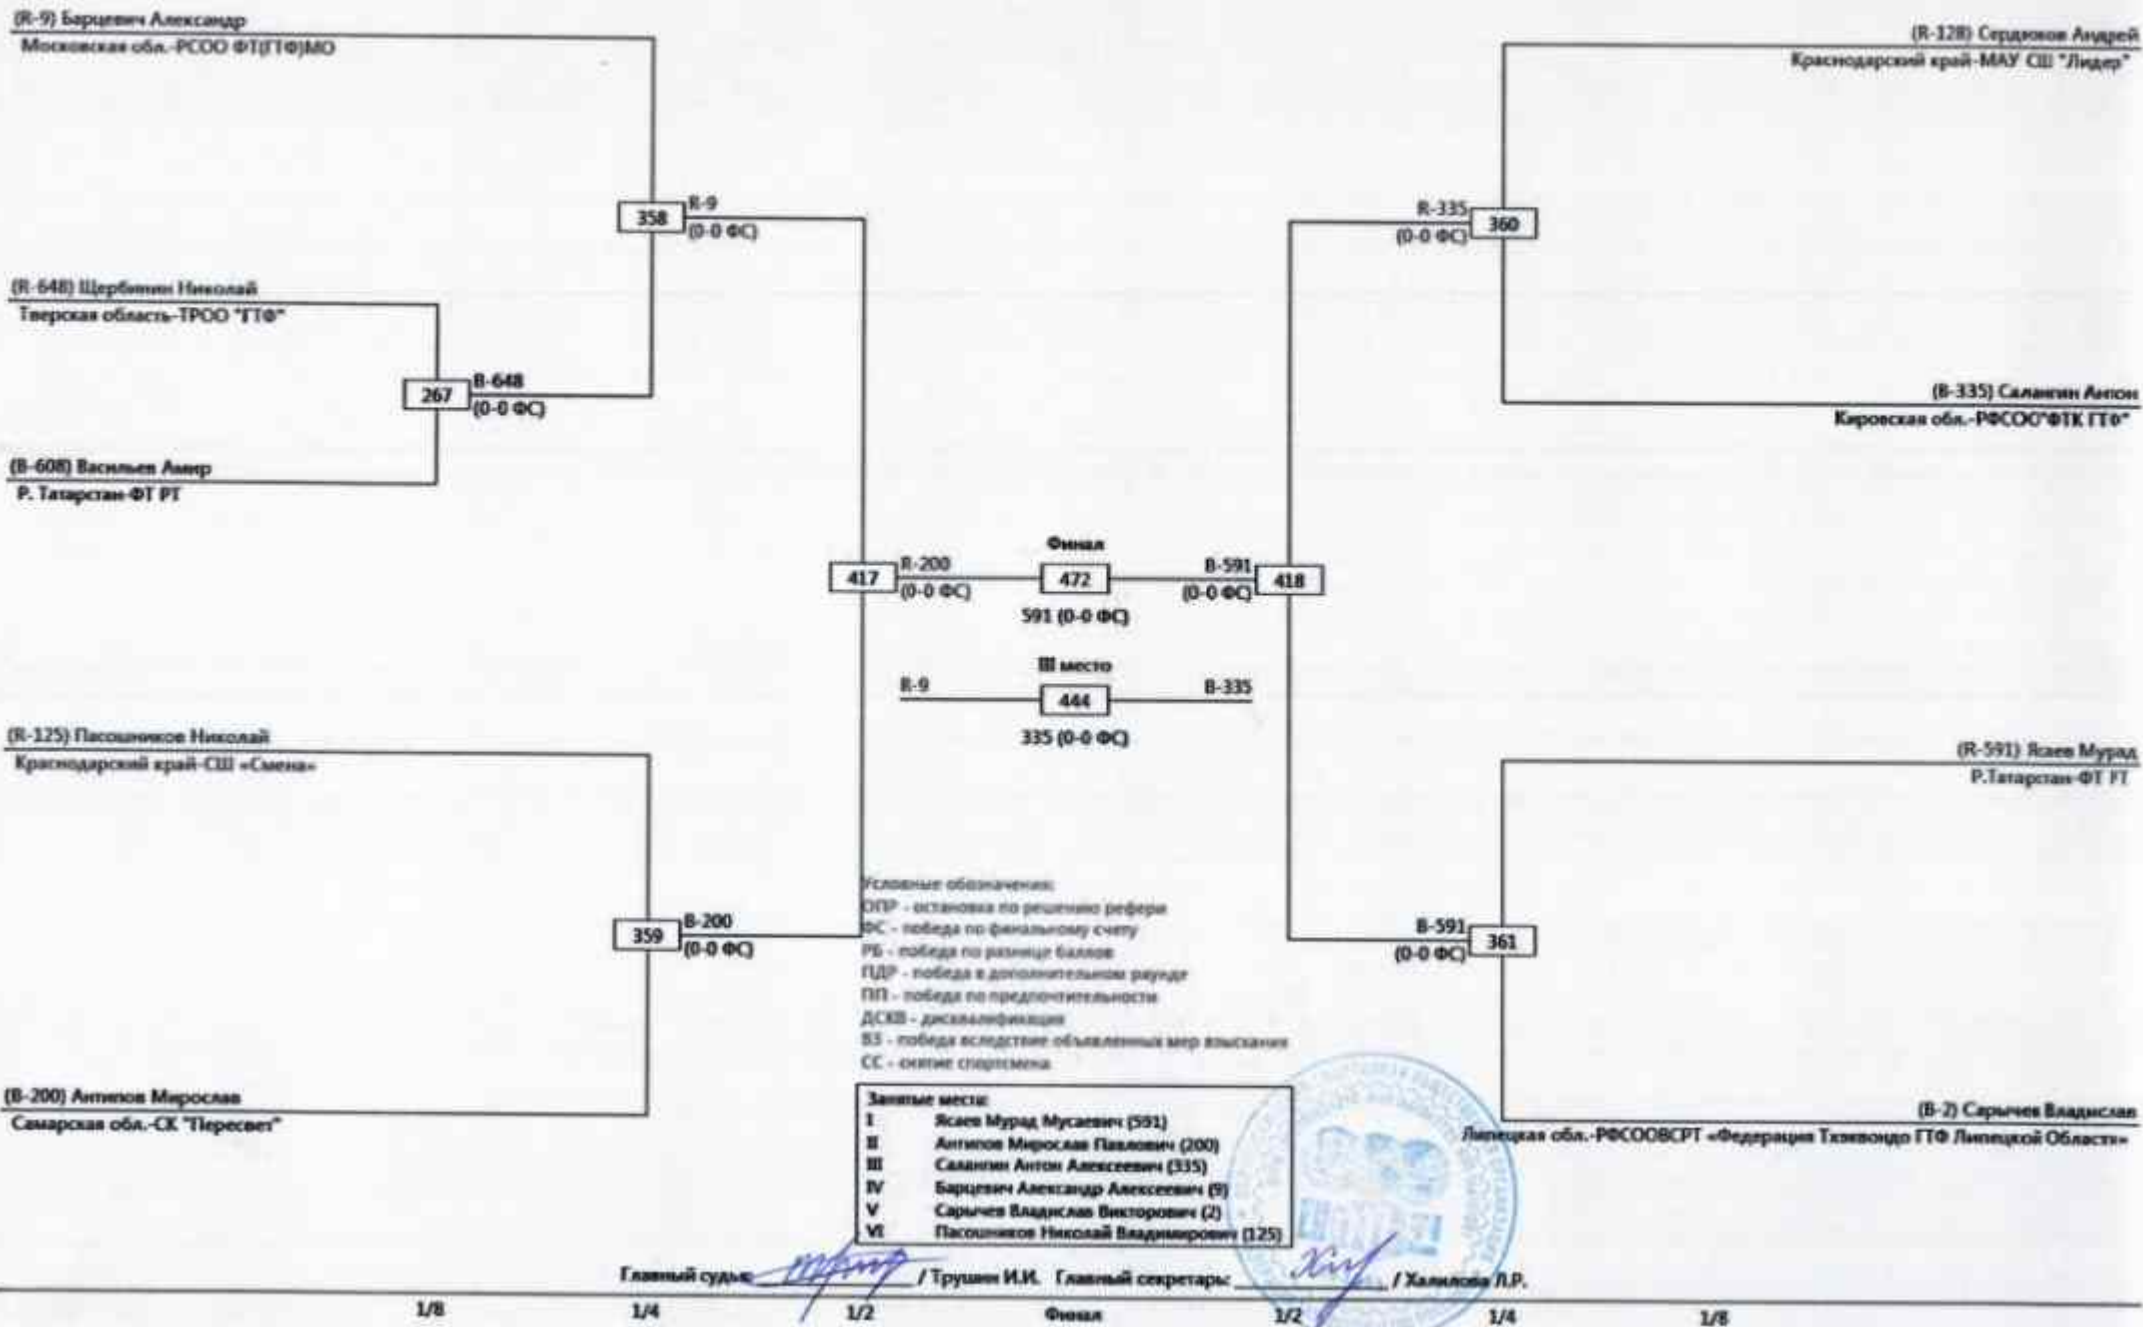 (R-9) Барцевич Александр
Московская обл.-РСОО ФТ(ГТФ)МО
(R-648) Щербинин Николай
Тверская область-ТРОО "ГТФ"
(B-608) Васильев Амир
Р. Татарстан-ФТ РТ
(R-125) Пасошников Николай
Краснодарский край-СШ «Смена»
(B-200) Антипов Мирослав
Самарская обл.-СК "Пересвет"
267
B-648
(0-0 ФС)
358
R-9
(0-0 ФС)
359
B-200
(0-0 ФС)
417
R-200
(0-0 ФС)
Финал
472
591 (0-0 ФС)
III место
R-9
444
B-335
335 (0-0 ФС)
B-591
(0-0 ФС)
418
R-335
(0-0 ФС)
360
B-591
(0-0 ФС)
361
(R-128) Сердюков Андрей
Краснодарский край-МАУ СШ "Лидер"
(B-335) Салангин Антон
Кировская обл.-РФСОО"ФТК ГТФ"
(R-591) Ясаев Мурад
Р.Татарстан-ФТ РТ
(B-2) Сарычев Владислав
Липецкая обл.-РФСООВСРТ «Федерация Тхэквондо ГТФ Липецкой Области»
Условные обозначения:
ОПР - остановка по решению рефери
ФС - победа по финальному счету
РБ - победа по разнице баллов
ПДР - победа в дополнительном раунде
ПП - победа по предпочтительности
ДСКВ - дисквалификация
ВЗ - победа вследствие объявленных мер взыскания
СС - снятие спортсмена
Занятые места:
I Ясаев Мурад Мусаевич (591)
II Антипов Мирослав Павлович (200)
III Салангин Антон Алексеевич (335)
IV Барцевич Александр Алексеевич (9)
V Сарычев Владислав Викторович (2)
VI Пасошников Николай Владимирович (125)
Главный судья: / Трушин И.И. Главный секретарь: / Халилова Л.Р.
1/8 1/4 1/2 Финал 1/2 1/4 1/8